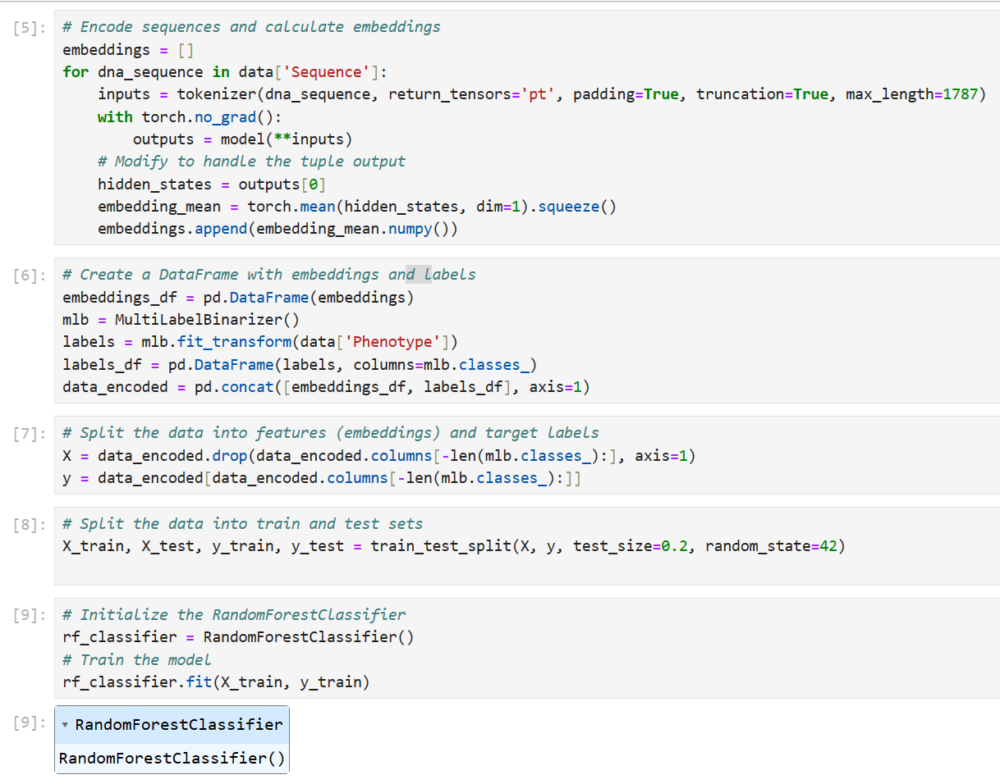 [5]: # Encode sequences and calculate embeddings
embeddings = []
for dna_sequence in data['Sequence']:
    inputs = tokenizer(dna_sequence, return_tensors='pt', padding=True, truncation=True, max_length=1787)
    with torch.no_grad():
        outputs = model(**inputs)
    # Modify to handle the tuple output
    hidden_states = outputs[0]
    embedding_mean = torch.mean(hidden_states, dim=1).squeeze()
    embeddings.append(embedding_mean.numpy())
[6]: # Create a DataFrame with embeddings and labels
embeddings_df = pd.DataFrame(embeddings)
mlb = MultiLabelBinarizer()
labels = mlb.fit_transform(data['Phenotype'])
labels_df = pd.DataFrame(labels, columns=mlb.classes_)
data_encoded = pd.concat([embeddings_df, labels_df], axis=1)
[7]: # Split the data into features (embeddings) and target labels
X = data_encoded.drop(data_encoded.columns[-len(mlb.classes_):], axis=1)
y = data_encoded[data_encoded.columns[-len(mlb.classes_):]]
[8]: # Split the data into train and test sets
X_train, X_test, y_train, y_test = train_test_split(X, y, test_size=0.2, random_state=42)
[9]: # Initialize the RandomForestClassifier
rf_classifier = RandomForestClassifier()
# Train the model
rf_classifier.fit(X_train, y_train)
[9]: ▾ RandomForestClassifier
RandomForestClassifier()